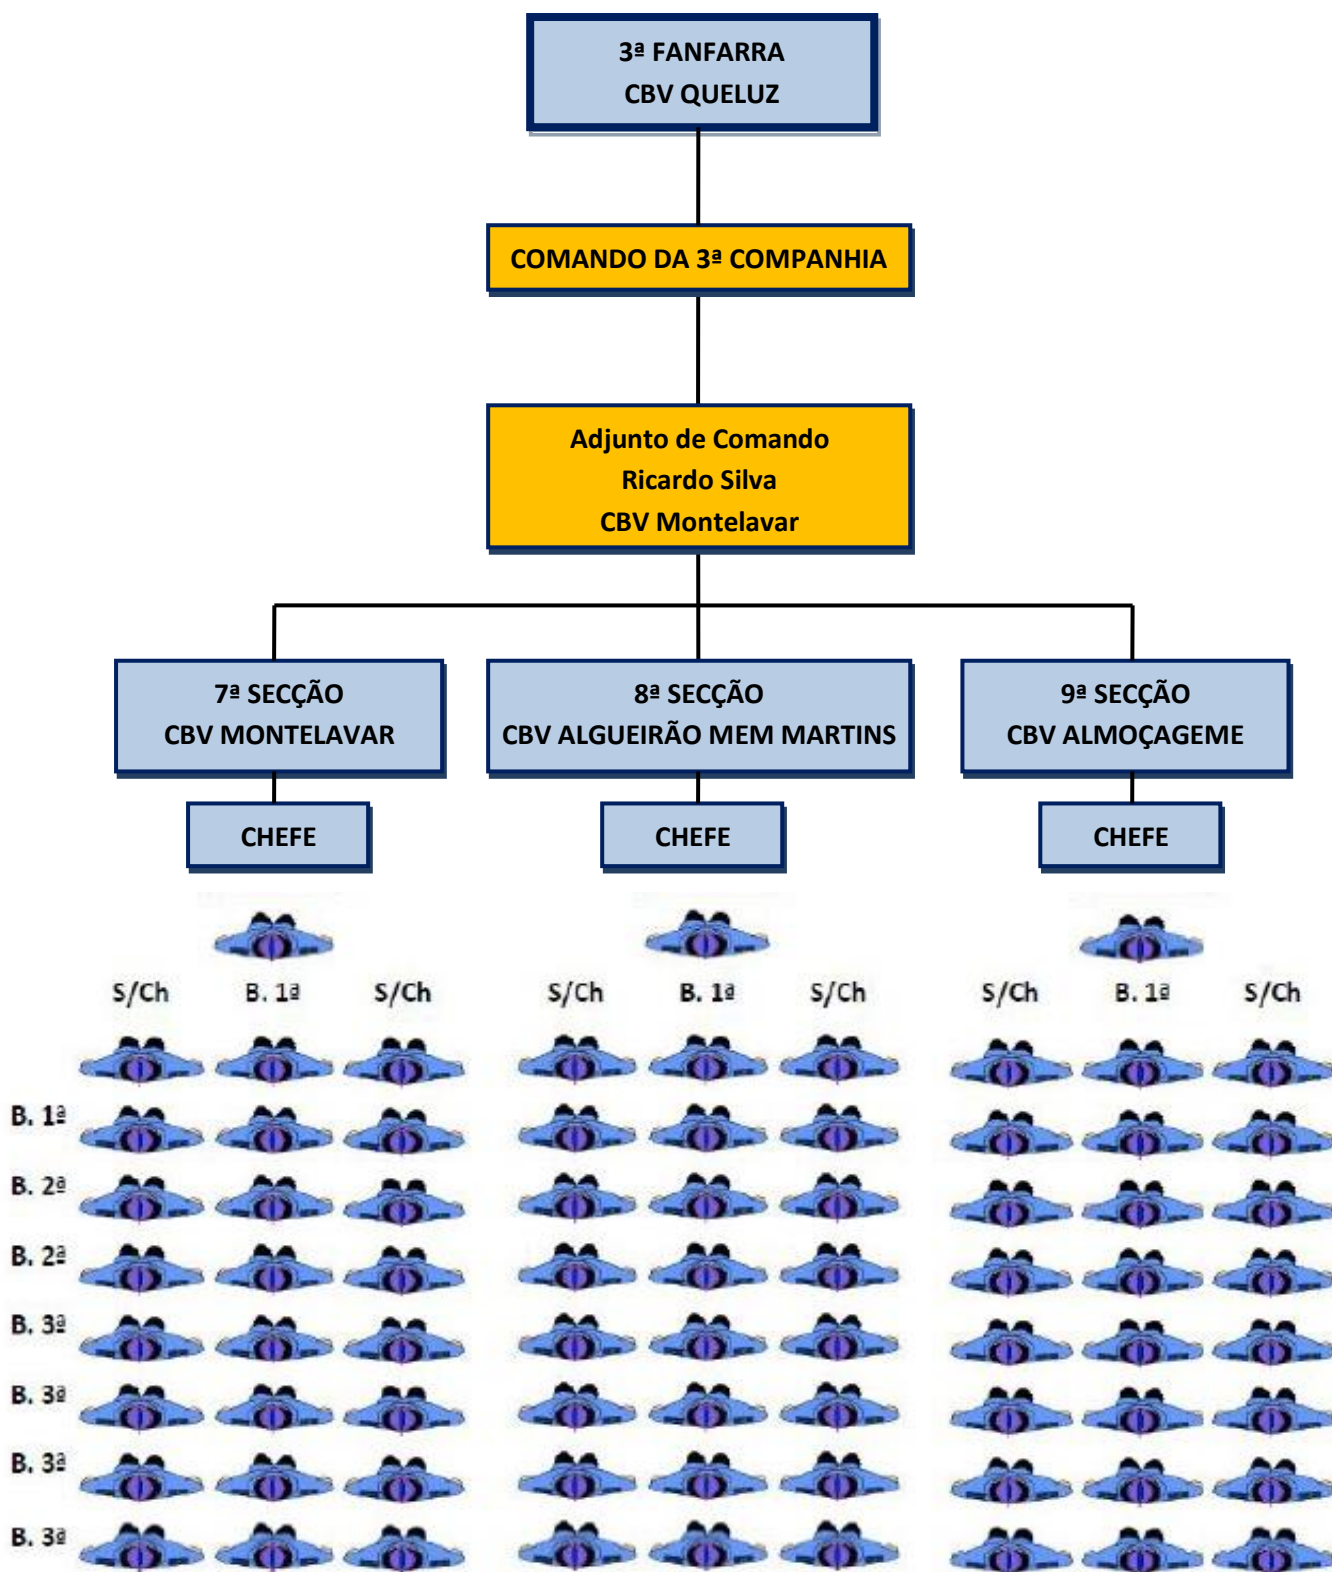 3ª FANFARRA
CBV QUELUZ
COMANDO DA 3ª COMPANHIA
Adjunto de Comando
Ricardo Silva
CBV Montelavar
7ª SECÇÃO
CBV MONTELAVAR
8ª SECÇÃO
CBV ALGUEIRÃO MEM MARTINS
9ª SECÇÃO
CBV ALMOÇAGEME
CHEFE
CHEFE
CHEFE
S/Ch B. 1ª S/Ch
S/Ch B. 1ª S/Ch
S/Ch B. 1ª S/Ch
B. 1ª
B. 2ª
B. 2ª
B. 3ª
B. 3ª
B. 3ª
B. 3ª